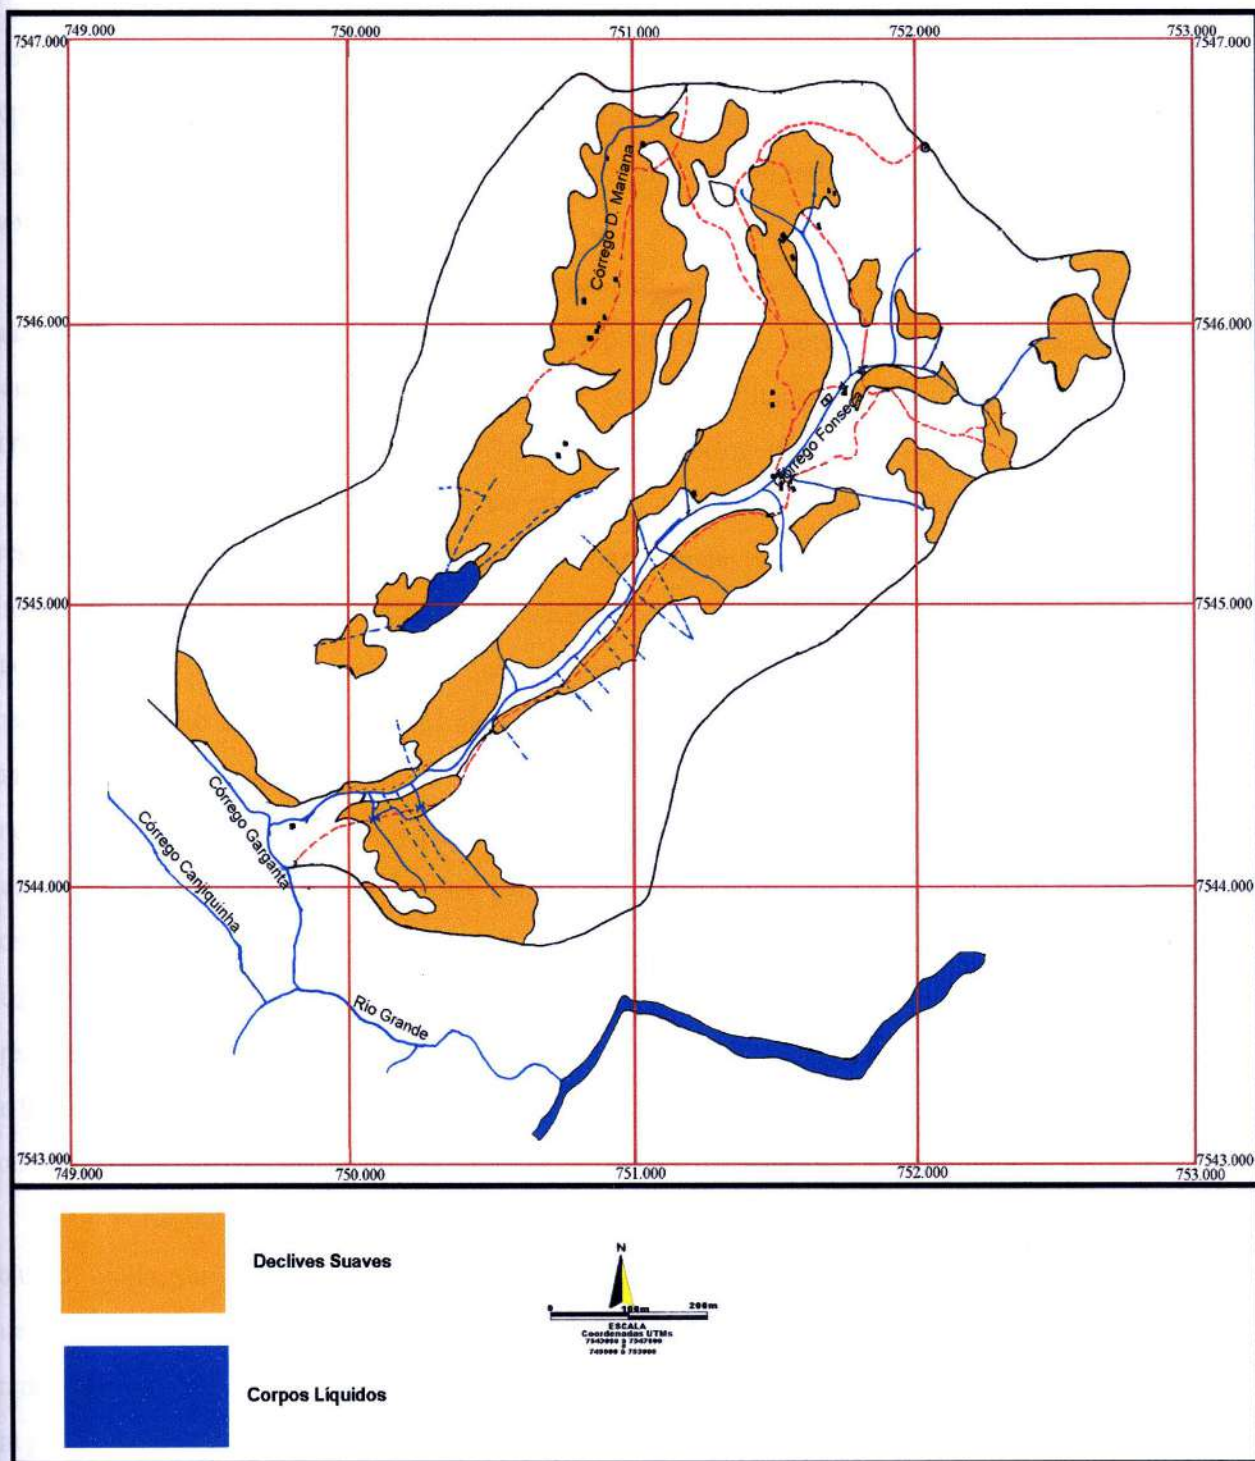 749.000 750.000 751.000 752.000 753.000
7547.000 7547.000
Córrego D. Mariana
7546.000 7546.000
Córrego Fonseca
7545.000 7545.000
Córrego Garganta
Córrego Canjiquinha
7544.000 7544.000
Rio Grande
7543.000 7543.000
749.000 750.000 751.000 752.000 753.000
Declives Suaves
N
0 100m 200m
ESCALA
Coordenadas UTMs
Corpos Líquidos